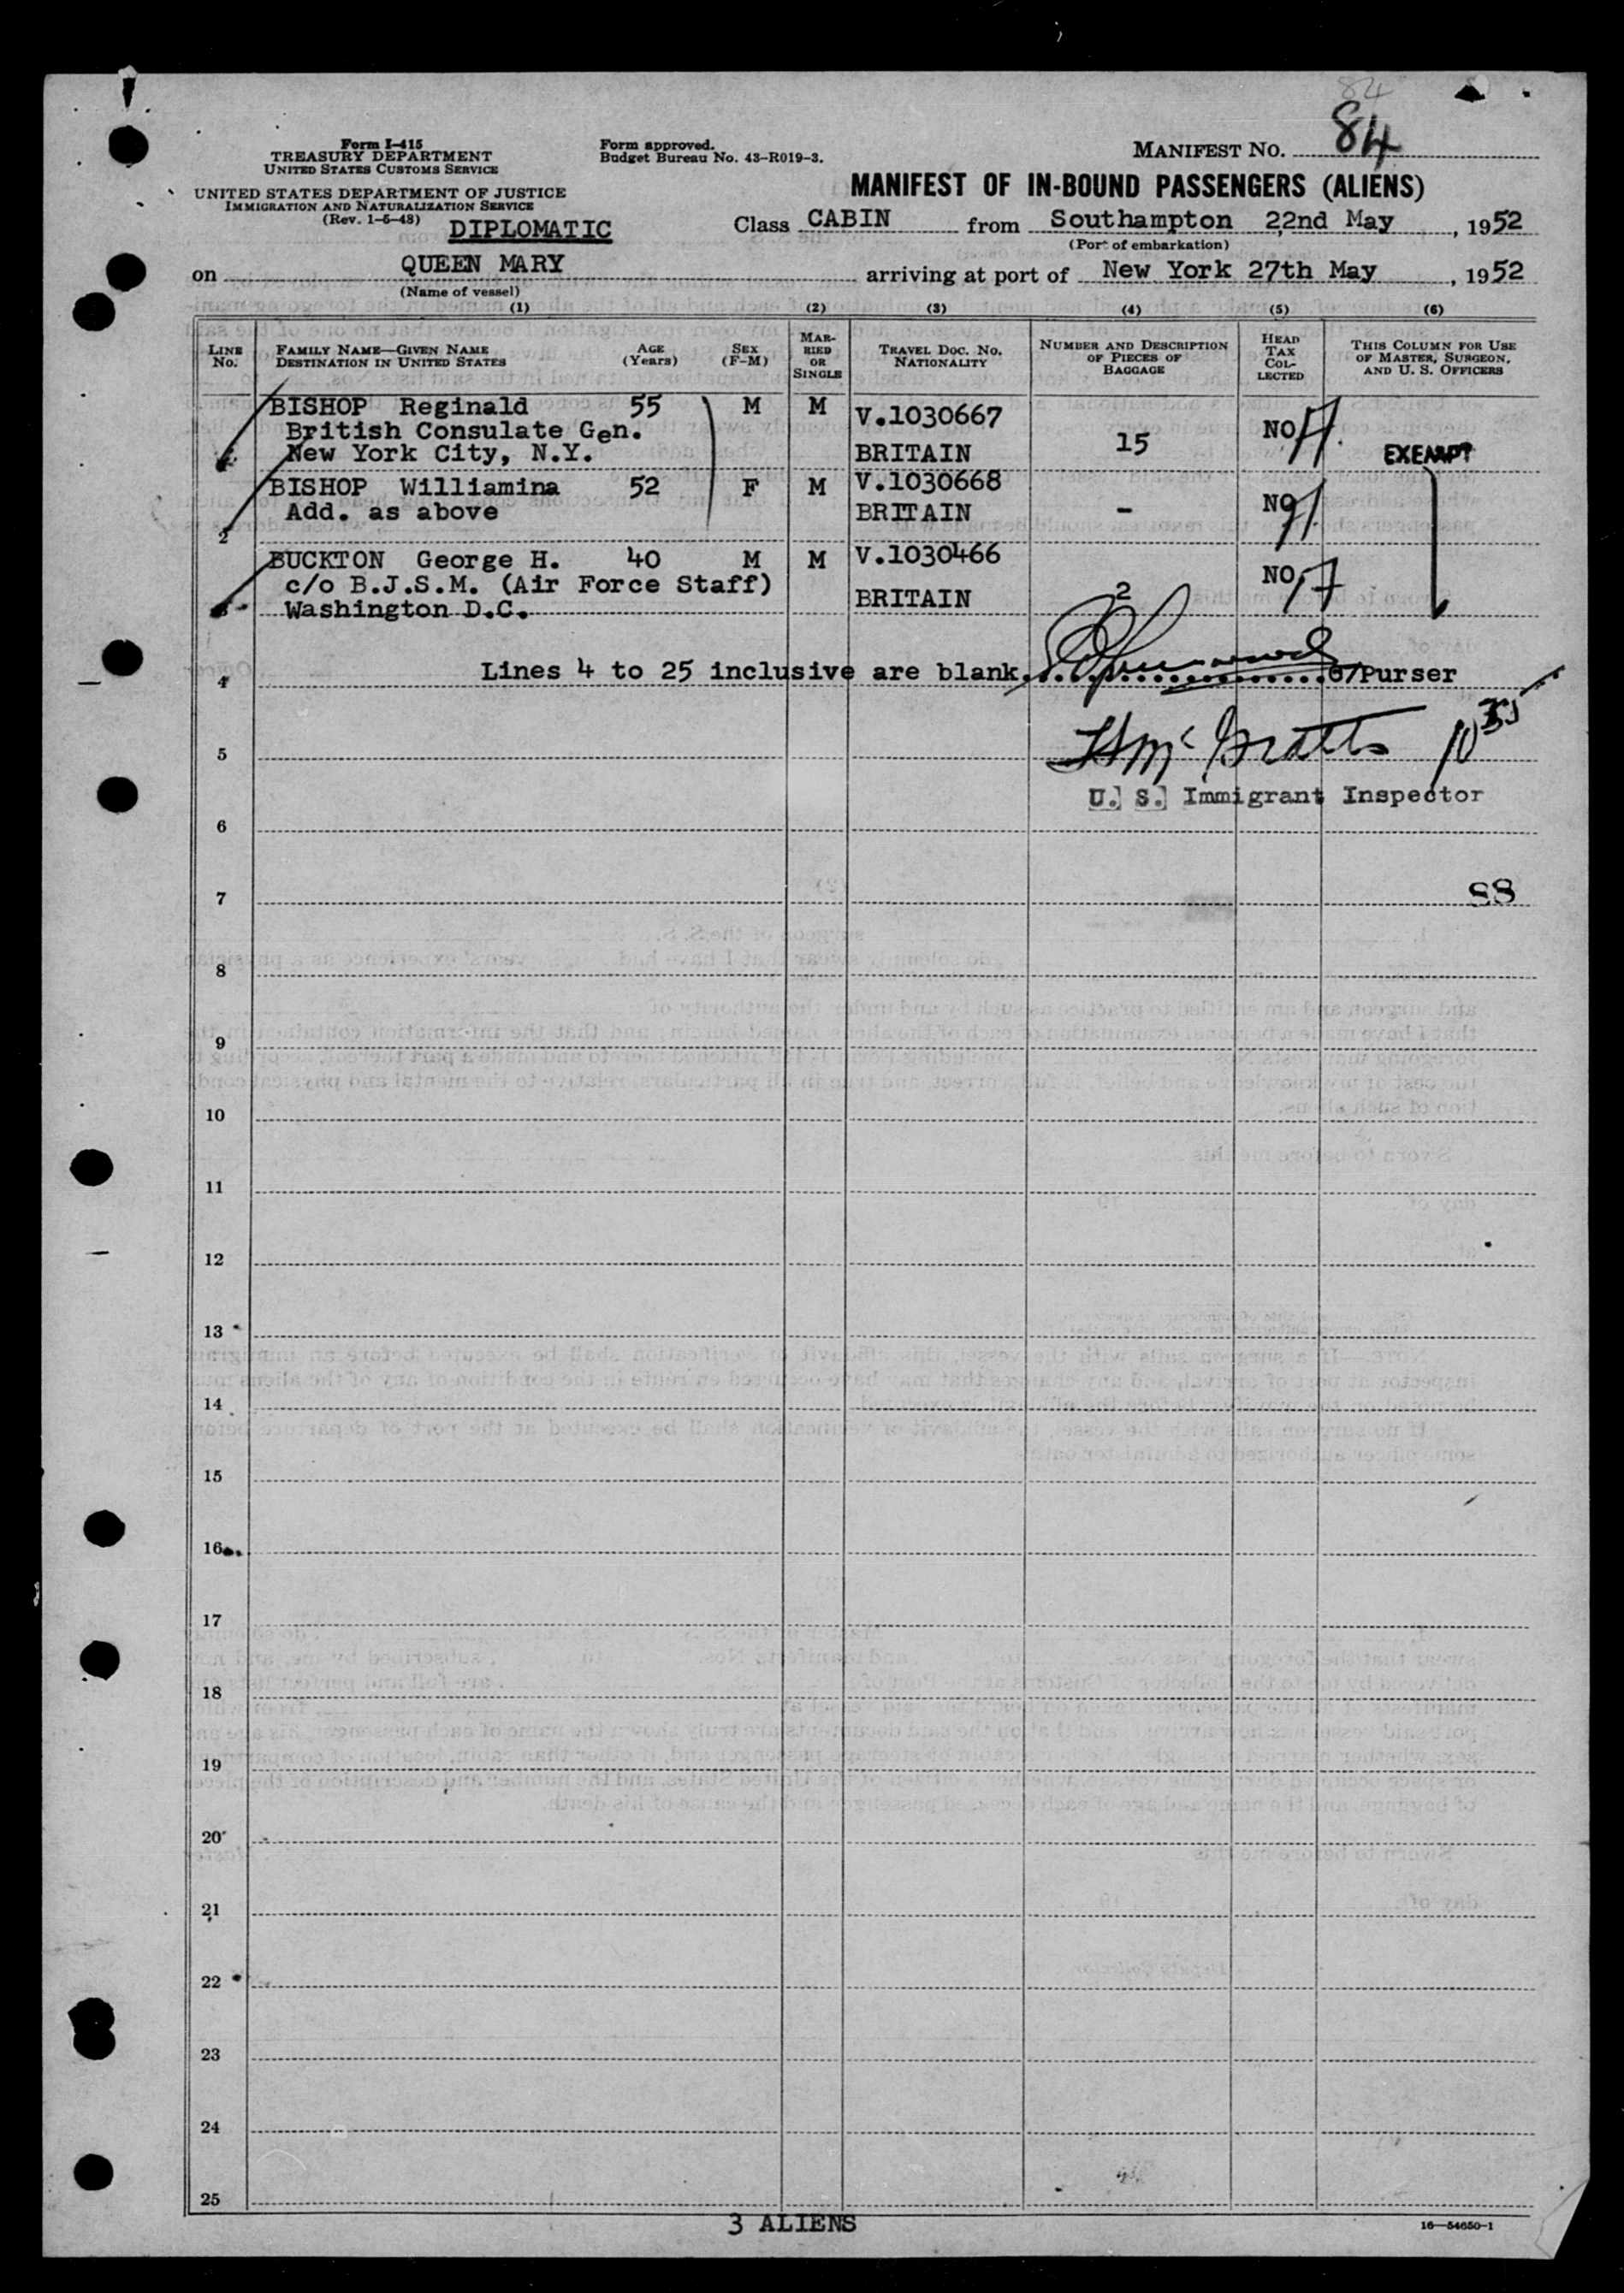 84
Form I-415
TREASURY DEPARTMENT
UNITED STATES CUSTOMS SERVICE
Form approved.
Budget Bureau No. 43-R019-3.
MANIFEST NO. 84
UNITED STATES DEPARTMENT OF JUSTICE
IMMIGRATION AND NATURALIZATION SERVICE
(Rev. 1-5-48)
DIPLOMATIC
MANIFEST OF IN-BOUND PASSENGERS (ALIENS)
Class CABIN from Southampton 22nd May, 1952
(Port of embarkation)
on QUEEN MARY arriving at port of New York 27th May, 1952
(Name of vessel)
(1) (2) (3) (4) (5) (6)
LINE No.
FAMILY NAME—GIVEN NAME
DESTINATION IN UNITED STATES
AGE (Years)
SEX (F-M)
MARRIED OR SINGLE
TRAVEL DOC. NO.
NATIONALITY
NUMBER AND DESCRIPTION OF PIECES OF BAGGAGE
HEAD TAX COLLECTED
THIS COLUMN FOR USE OF MASTER, SURGEON, AND U. S. OFFICERS
BISHOP Reginald 55 M M V.1030667
British Consulate Gen. 15 NO
New York City, N.Y. BRITAIN EXEMPT
BISHOP Williamina 52 F M V.1030668
Add. as above BRITAIN - NO
2
BUCKTON George H. 40 M M V.1030466
c/o B.J.S.M. (Air Force Staff) NO
Washington D.C. BRITAIN 2
4 Lines 4 to 25 inclusive are blank. /Purser
5
U. S. Immigrant Inspector
6
7 88
8
9
10
11
12
13
14
15
16
17
18
19
20
21
22
23
24
25
3 ALIENS
16—54650-1